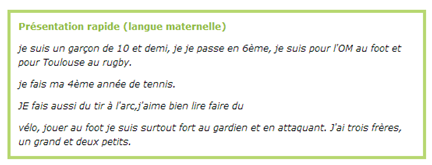 Présentation rapide (langue maternelle)
je suis un garçon de 10 et demi, je je passe en 6ème, je suis pour l'OM au foot et
pour Toulouse au rugby.
je fais ma 4ème année de tennis.
JE fais aussi du tir à l'arc,j'aime bien lire faire du
vélo, jouer au foot je suis surtout fort au gardien et en attaquant. J'ai trois frères,
un grand et deux petits.